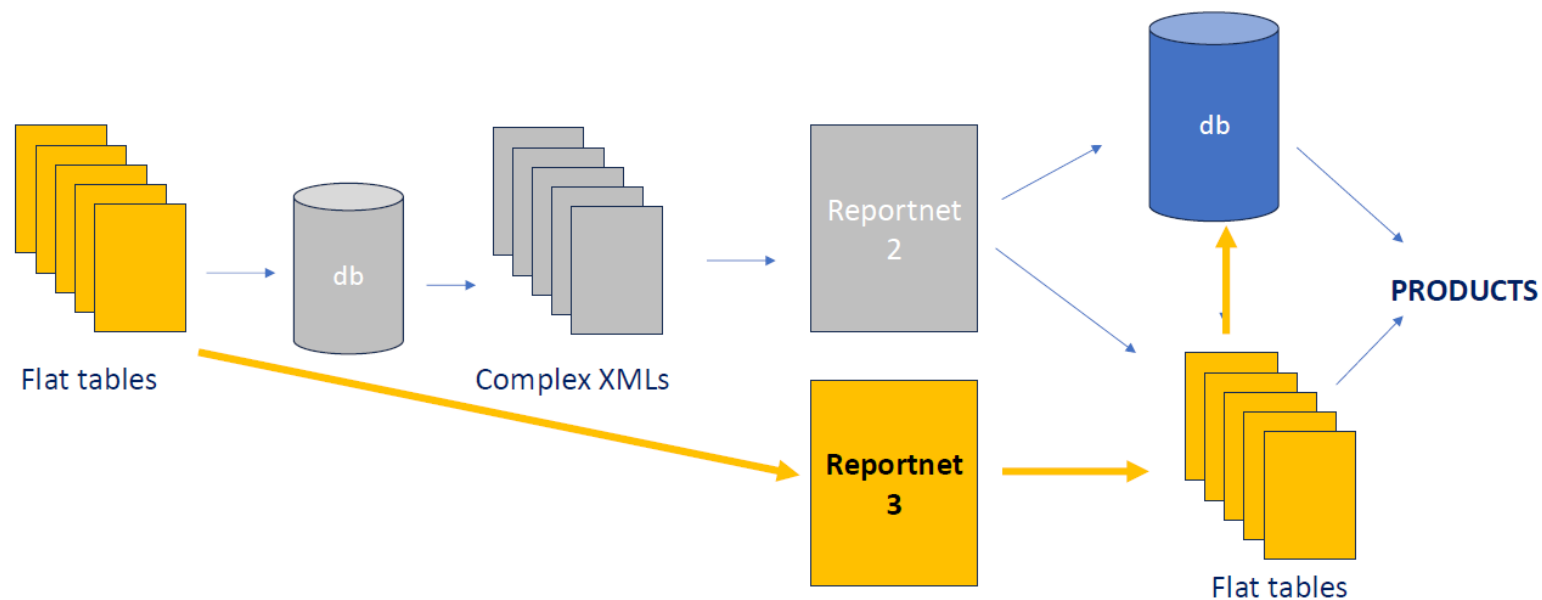 Flat tables
db
Complex XMLs
Reportnet
2
db
PRODUCTS
Reportnet
3
Flat tables